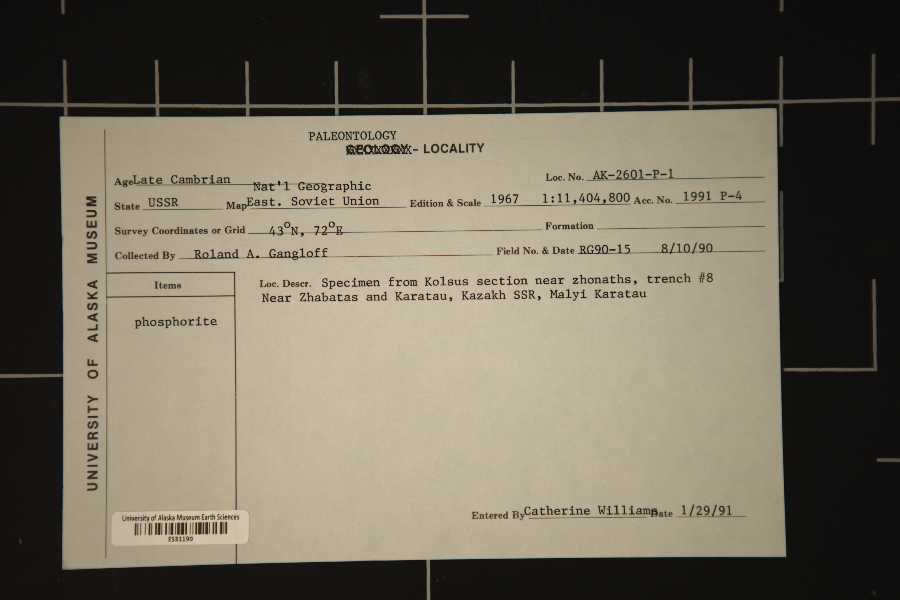 PALEONTOLOGY
GEOLOGY - LOCALITY
Age Late Cambrian
Loc. No. AK-2601-P-1
State USSR Map Nat'l Geographic East. Soviet Union Edition & Scale 1967 1:11,404,800 Acc. No. 1991 P-4
Survey Coordinates or Grid 43°N, 72°E Formation
Collected By Roland A. Gangloff Field No. & Date RG90-15 8/10/90
Items
phosphorite
Loc. Descr. Specimen from Kolsus section near zhonaths, trench #8
Near Zhabatas and Karatau, Kazakh SSR, Malyi Karatau
Entered By Catherine Williams Date 1/29/91
UNIVERSITY OF ALASKA MUSEUM
University of Alaska Museum Earth Sciences
ES31190